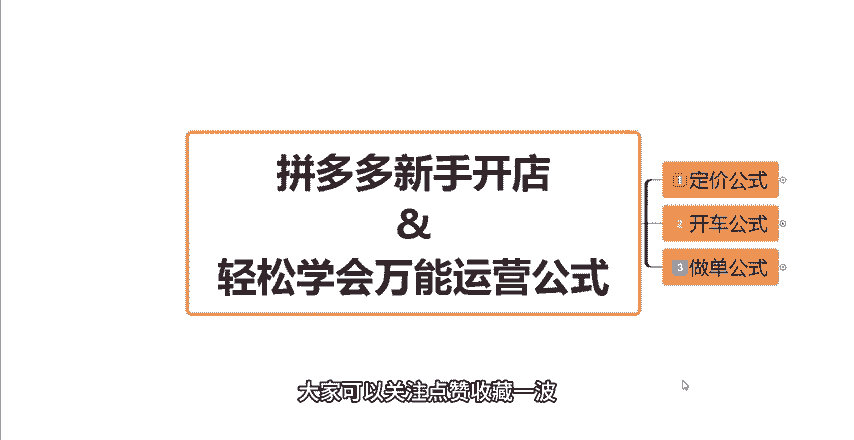 拼多多新手开店
&
轻松学会万能运营公式
1 定价公式
2 开车公式
3 做单公式
大家可以关注点赞收藏一波